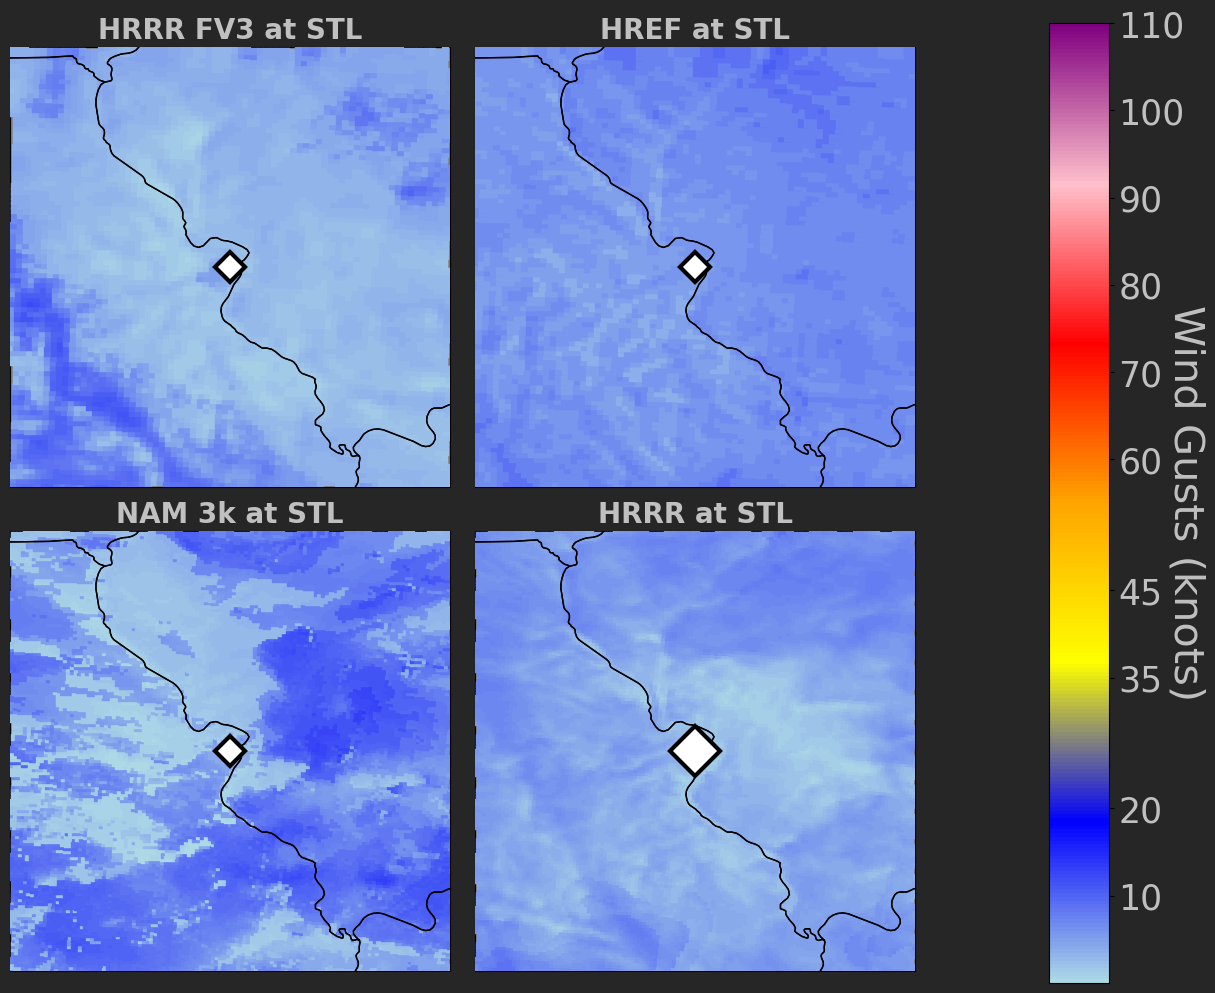 HRRR FV3 at STL
HREF at STL
NAM 3k at STL
HRRR at STL
110
100
90
80
70
60
45
35
20
10
Wind Gusts (knots)